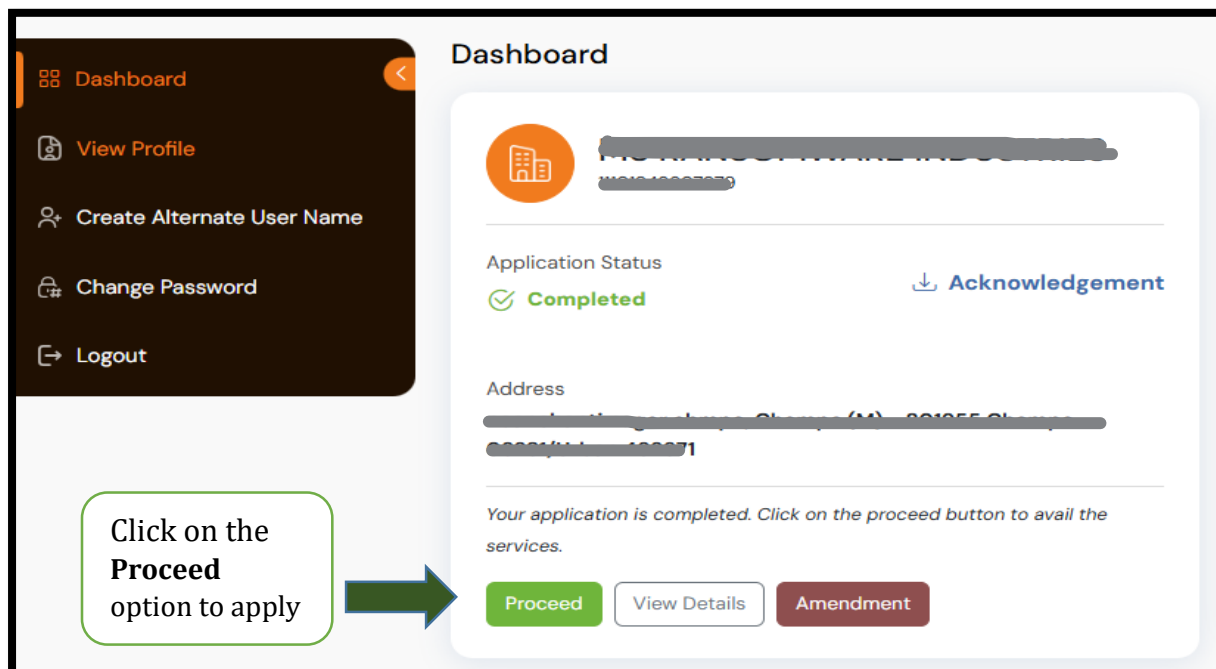 Dashboard
View Profile
Create Alternate User Name
Change Password
Logout
Dashboard
Application Status
Completed
Acknowledgement
Address
Your application is completed. Click on the proceed button to avail the
services.
Proceed
View Details
Amendment
Click on the
Proceed
option to apply